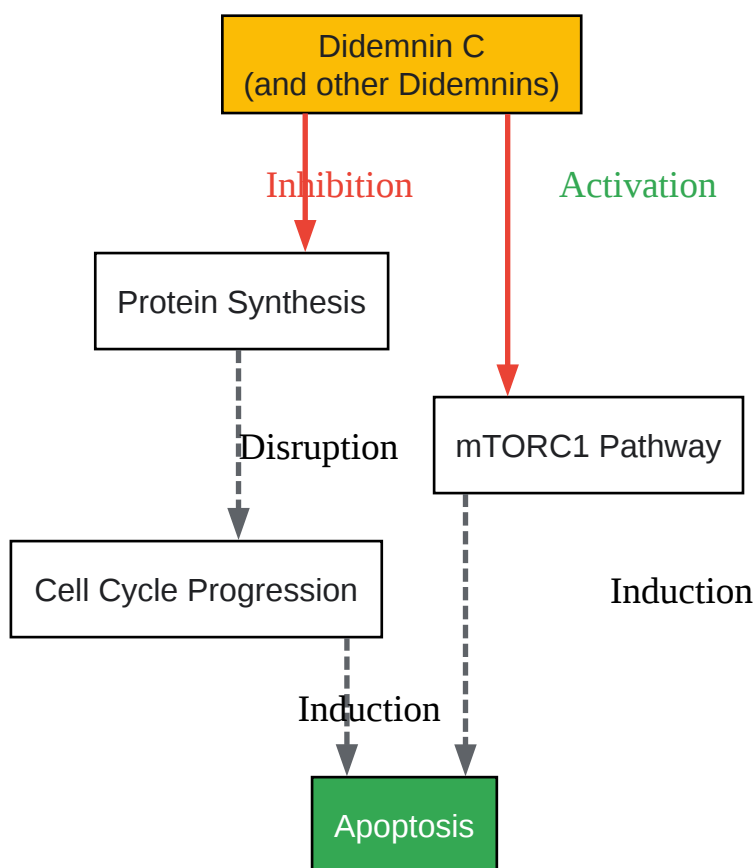 Didemnin C
(and other Didemnins)
Inhibition
Activation
Protein Synthesis
Disruption
mTORC1 Pathway
Cell Cycle Progression
Induction
Induction
Apoptosis